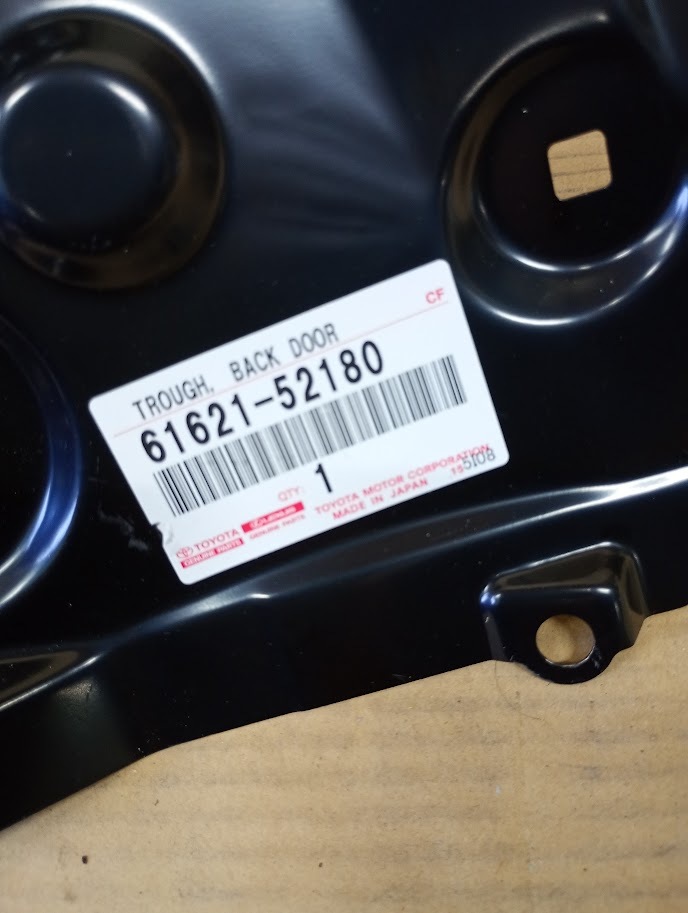 CF
TROUGH, BACK DOOR
61621-52180
QTY: 1
TOYOTA GENUINE PARTS
LEXUS GENUINE PARTS
TOYOTA MOTOR CORPORATION
MADE IN JAPAN